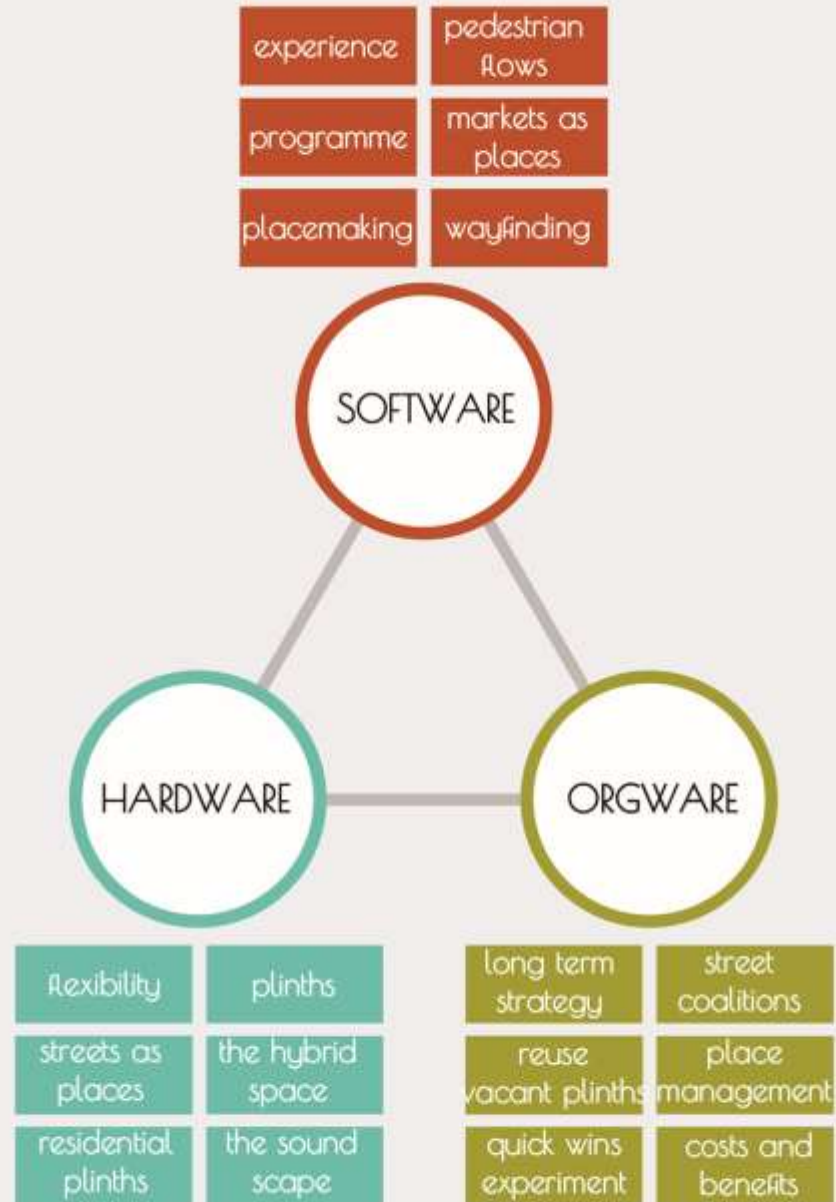 experience
pedestrian
flows
programme
markets as
places
placemaking
wayfinding
SOFTWARE
HARDWARE
ORGWARE
flexibility
plinths
streets as
places
the hybrid
space
residential
plinths
the sound
scape
long term
strategy
street
coalitions
reuse
vacant plinths
place
management
quick wins
experiment
costs and
benefits